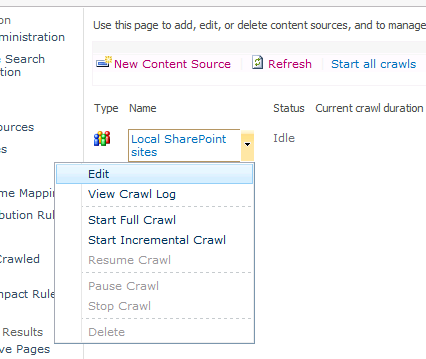 on
Use this page to add, edit, or delete content sources, and to manage
ministration
e Search
tion
New Content Source
Refresh
Start all crawls
Type
Name
Status
Current crawl duration
ources
es
Local SharePoint
sites
Idle
me Mappin
bution Rul
Crawled
mpact Rule
Results
ve Pages
Edit
View Crawl Log
Start Full Crawl
Start Incremental Crawl
Resume Crawl
Pause Crawl
Stop Crawl
Delete